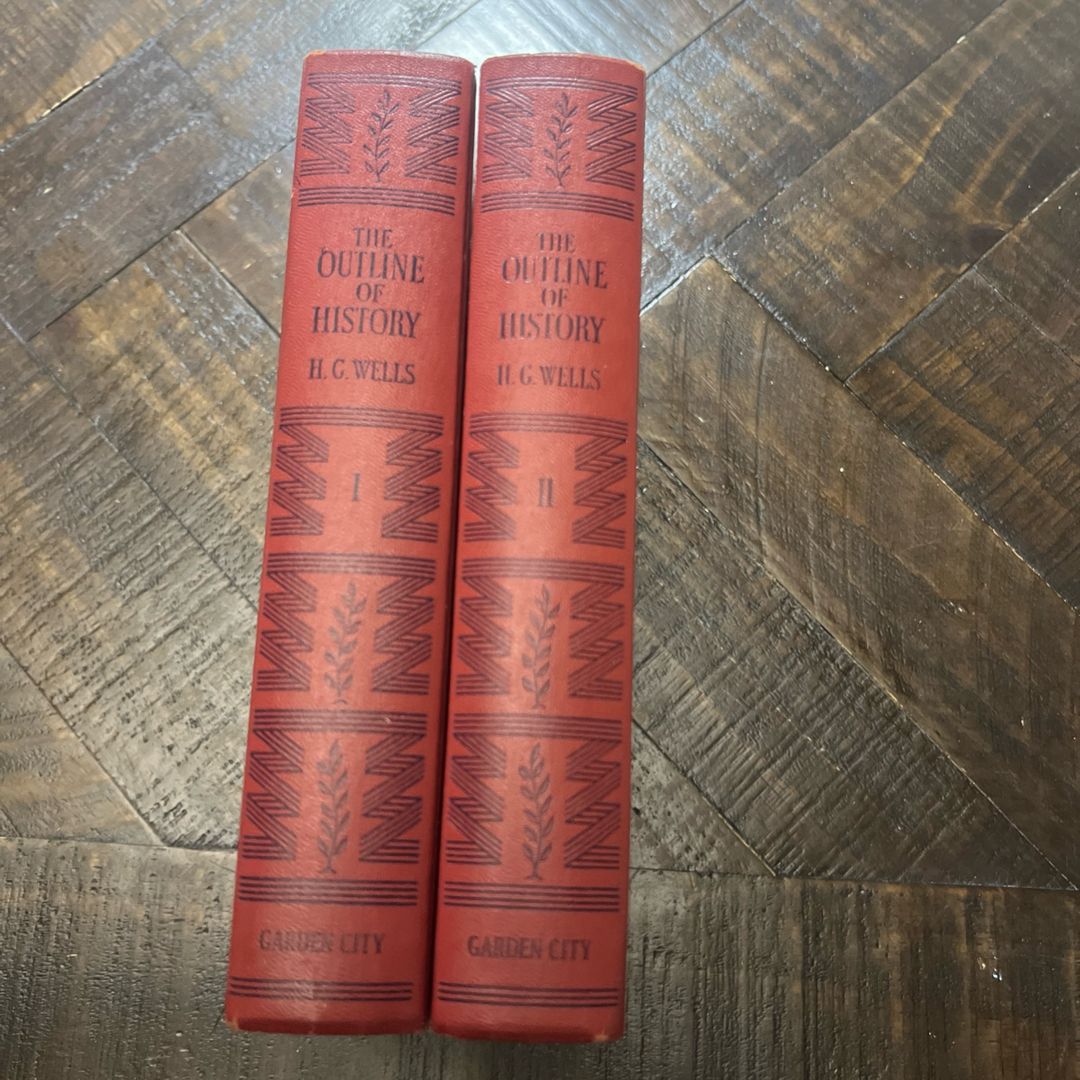 THE
OUTLINE
OF
HISTORY
H. G. WELLS
I
GARDEN CITY
THE
OUTLINE
OF
HISTORY
H. G. WELLS
II
GARDEN CITY